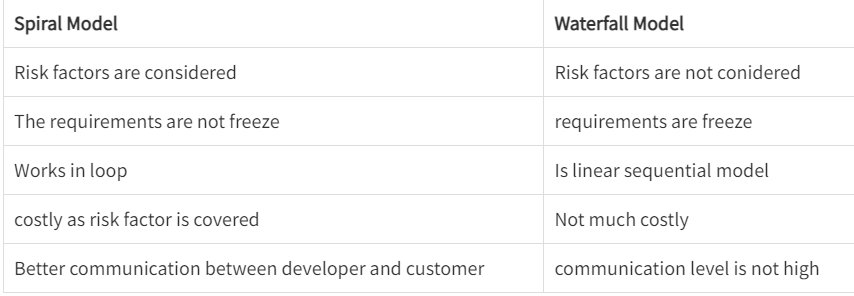 Spiral Model Waterfall Model
Risk factors are considered Risk factors are not conidered
The requirements are not freeze requirements are freeze
Works in loop Is linear sequential model
costly as risk factor is covered Not much costly
Better communication between developer and customer communication level is not high